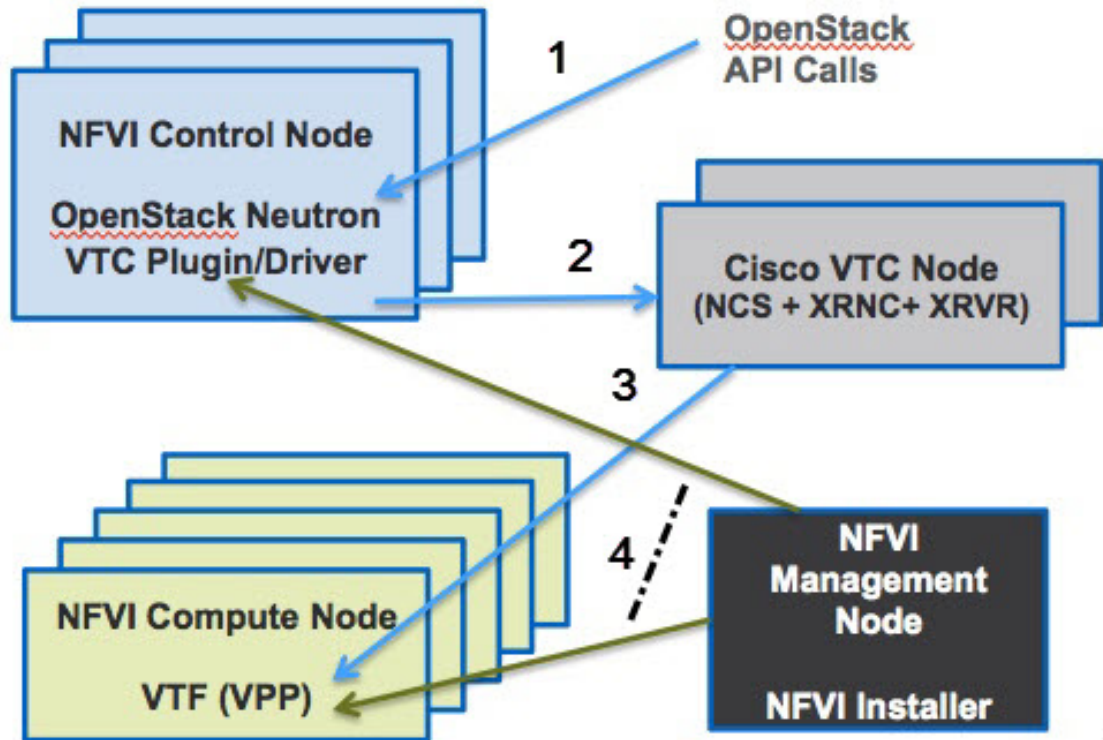 1
OpenStack
API Calls
NFVI Control Node
OpenStack Neutron
VTC Plugin/Driver
2
Cisco VTC Node
(NCS + XRNC+ XRVR)
3
4
NFVI Compute Node
VTF (VPP)
NFVI
Management
Node
NFVI Installer